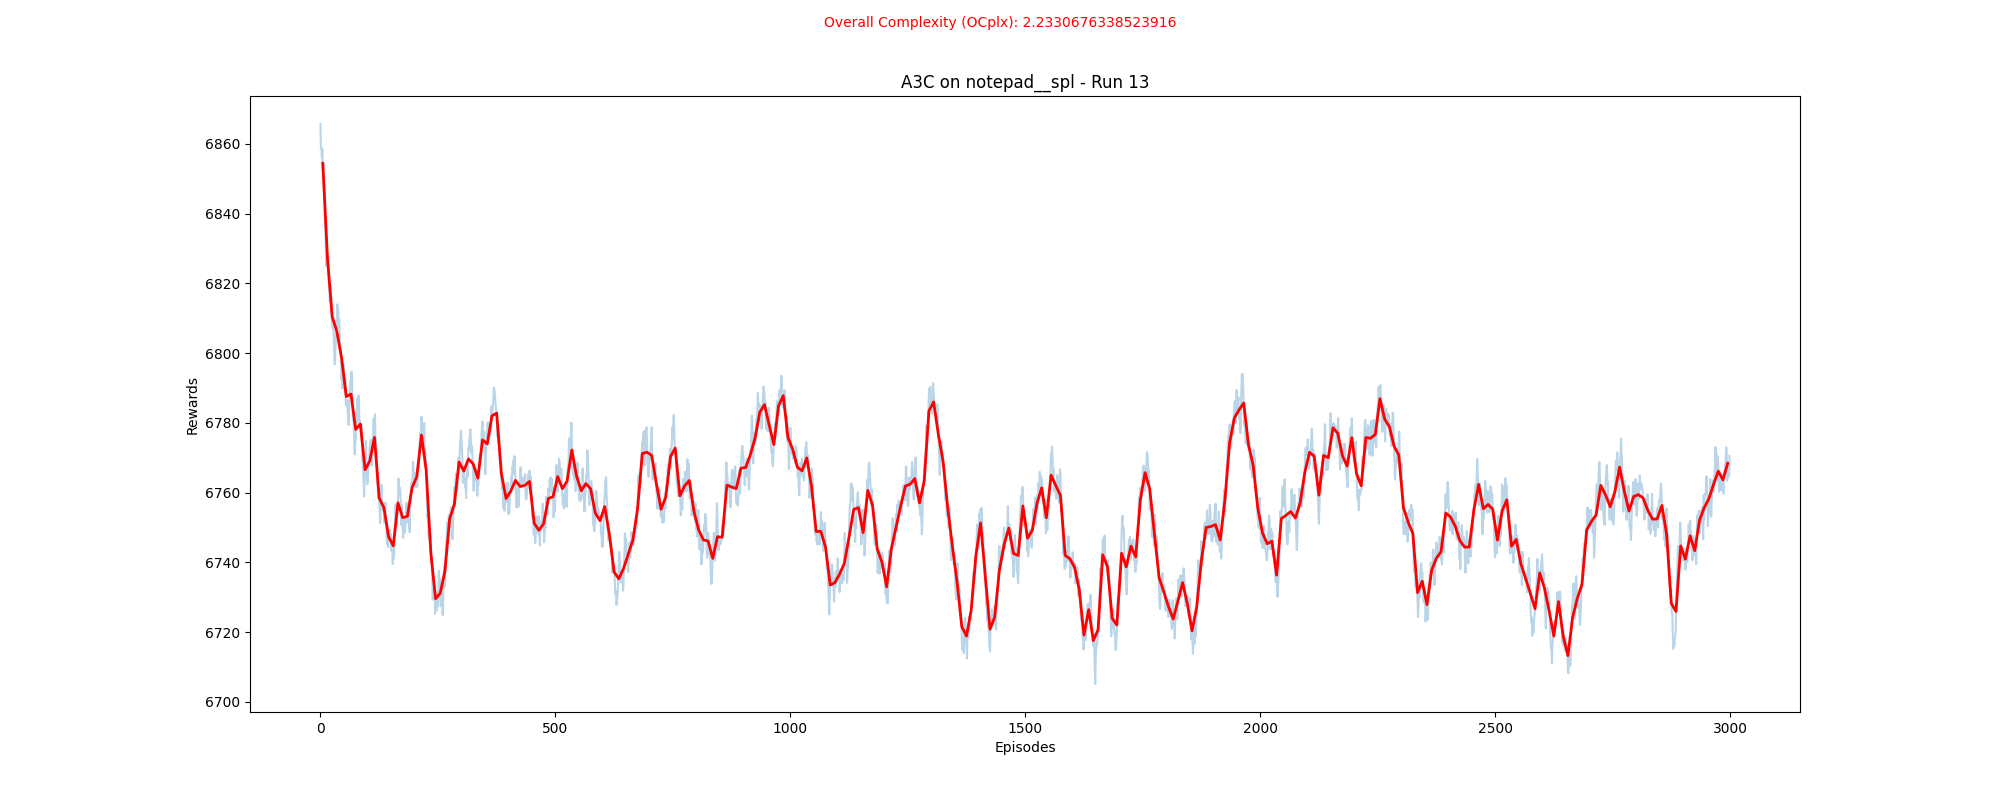 Overall Complexity (OCplx): 2.2330676338523916
A3C on notepad__spl - Run 13
Rewards
6860
6840
6820
6800
6780
6760
6740
6720
6700
0 500 1000 1500 2000 2500 3000
Episodes